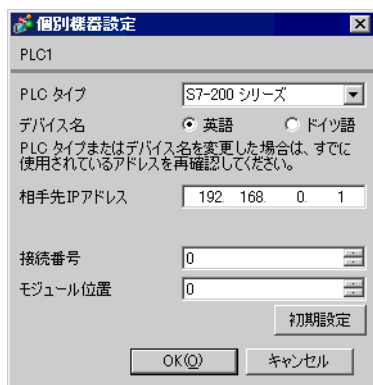 個別機器設定
PLC1
PLC タイプ S7-200 シリーズ
デバイス名 英語 ドイツ語
PLC タイプまたはデバイス名を変更した場合は、すでに
使用されているアドレスを再確認してください。
相手先IPアドレス 192. 168. 0. 1
接続番号 0
モジュール位置 0
初期設定
OK(O) キャンセル